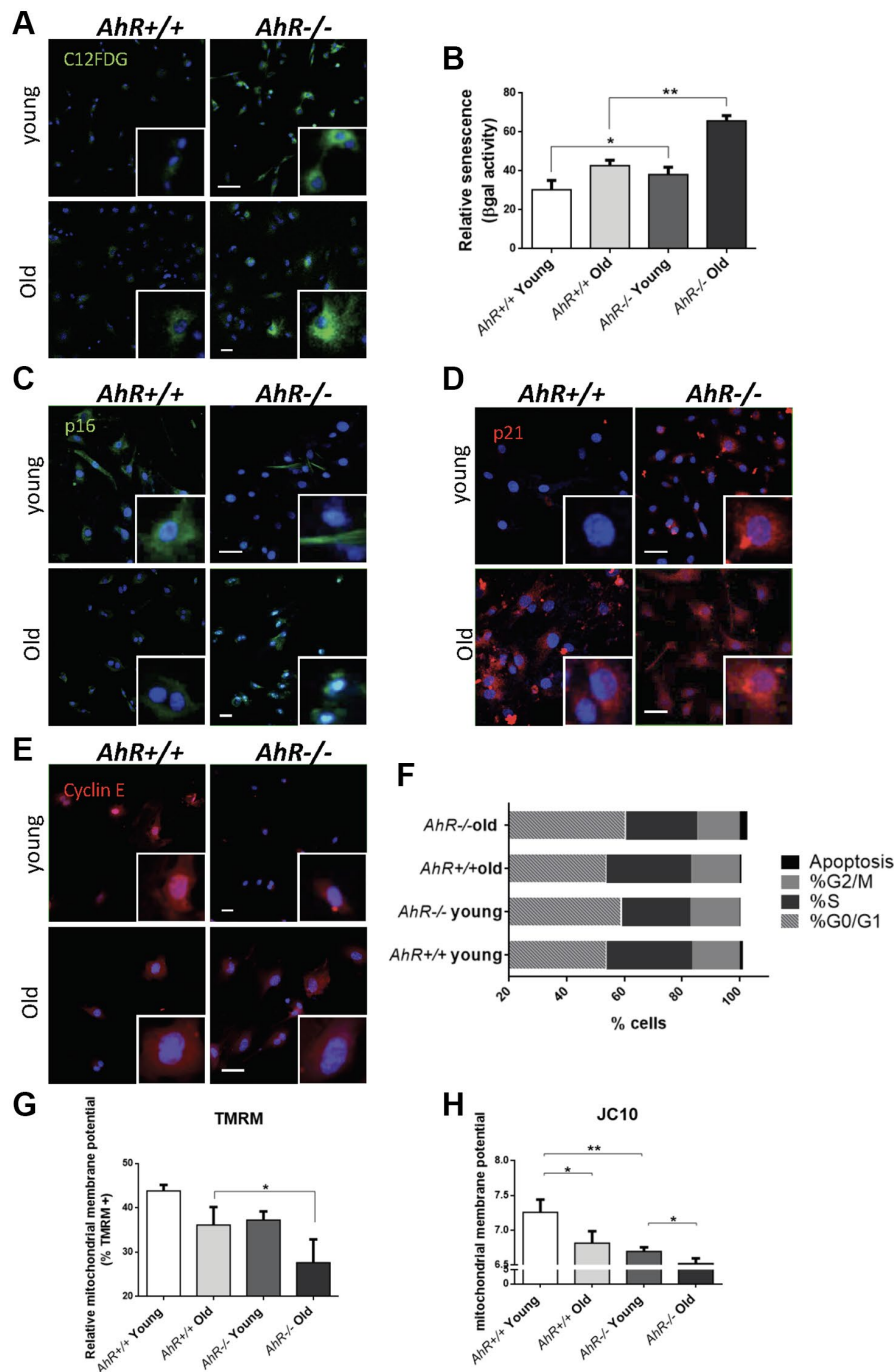 A
AhR+/+ AhR-/-
C12FDG
young
Old
B
Relative senescence
(βgal activity)
80
60
40
20
0
*
**
AhR+/+ Young
AhR+/+ Old
AhR-/- Young
AhR-/- Old
C
AhR+/+ AhR-/-
p16
young
Old
D
AhR+/+ AhR-/-
p21
young
Old
E
AhR+/+ AhR-/-
Cyclin E
young
Old
F
AhR-/-old
AhR+/+old
AhR-/- young
AhR+/+ young
20 40 60 80 100
% cells
Apoptosis
%G2/M
%S
%G0/G1
G
TMRM
Relative mitochondrial membrane potential
(% TMRM +)
50
40
30
20
*
AhR+/+ Young
AhR+/+ Old
AhR-/- Young
AhR-/- Old
H
JC10
mitochondrial membrane potential
8.0
7.5
7.0
6.5
5
0
**
*
*
AhR+/+ Young
AhR+/+ Old
AhR-/- Young
AhR-/- Old